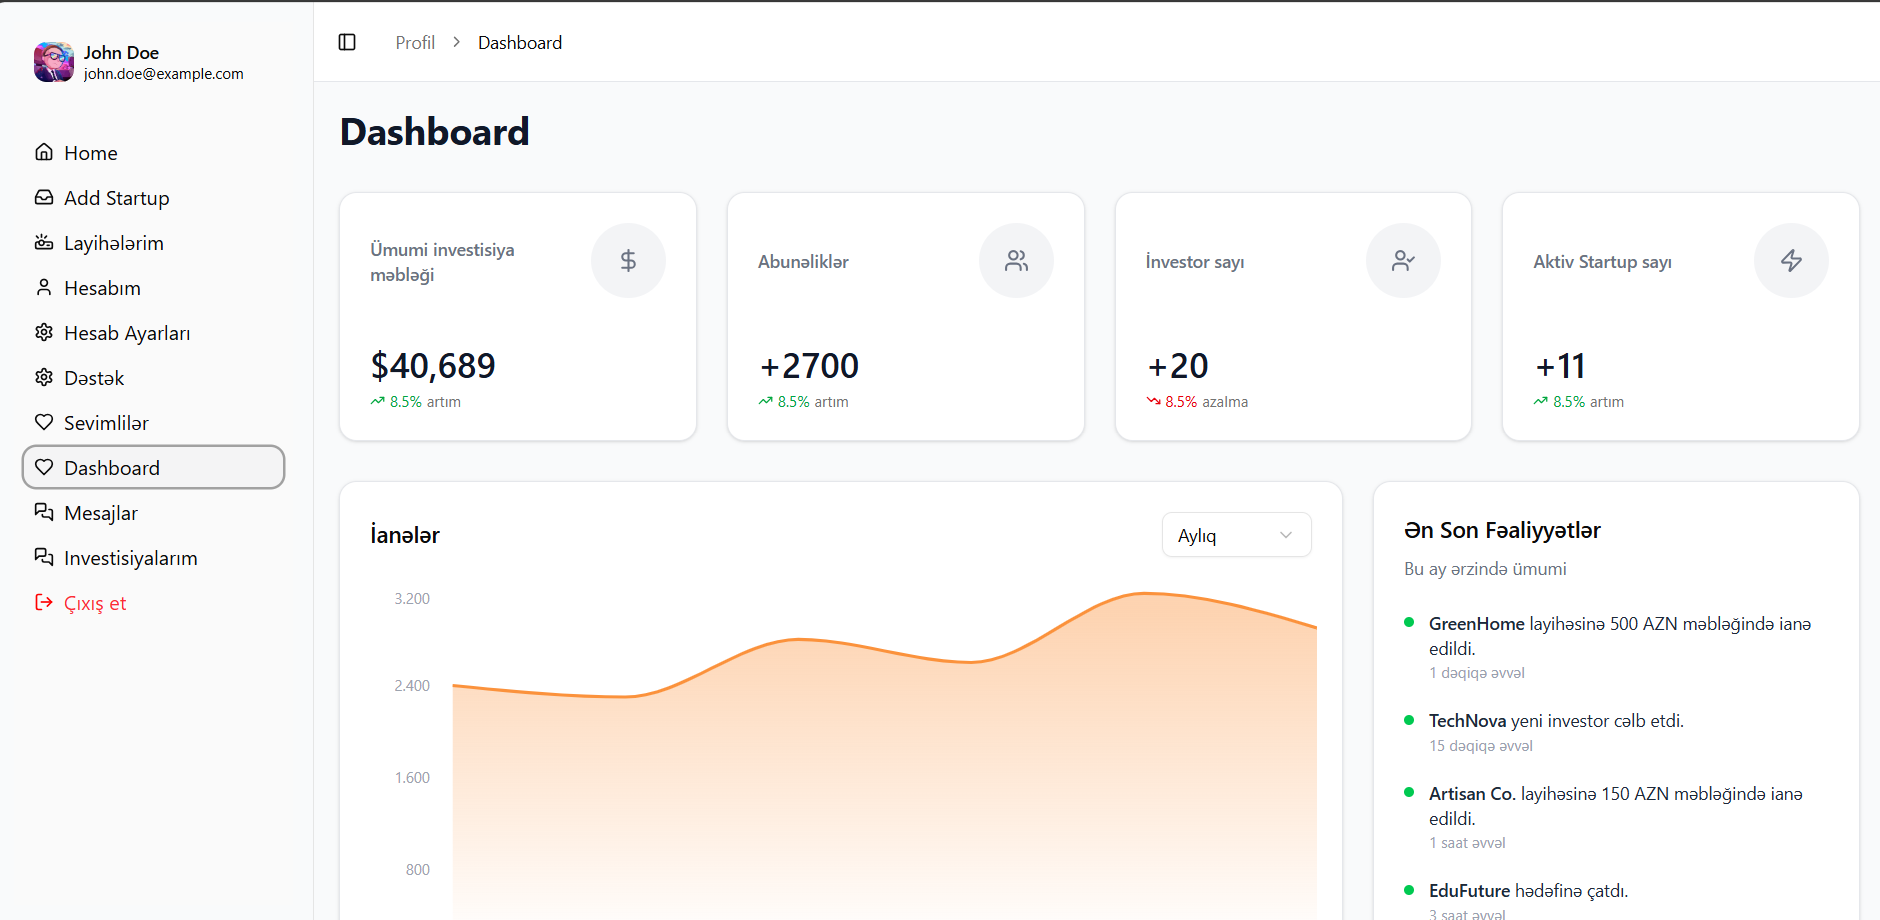 John Doe
john.doe@example.com
Home
Add Startup
Layihələrim
Hesabım
Hesab Ayarları
Dəstək
Sevimlilər
Dashboard
Mesajlar
Investisiyalarım
Çıxış et
Profil > Dashboard
Dashboard
Ümumi investisiya
məbləği
$40,689
8.5% artım
Abunəliklər
+2700
8.5% artım
İnvestor sayı
+20
8.5% azalma
Aktiv Startup sayı
+11
8.5% artım
İanələr
Aylıq
3.200
2.400
1.600
800
Ən Son Fəaliyyətlər
Bu ay ərzində ümumi
GreenHome layihəsinə 500 AZN məbləğində ianə
edildi.
1 dəqiqə əvvəl
TechNova yeni investor cəlb etdi.
15 dəqiqə əvvəl
Artisan Co. layihəsinə 150 AZN məbləğində ianə
edildi.
1 saat əvvəl
EduFuture hədəfinə çatdı.
3 saat əvvəl